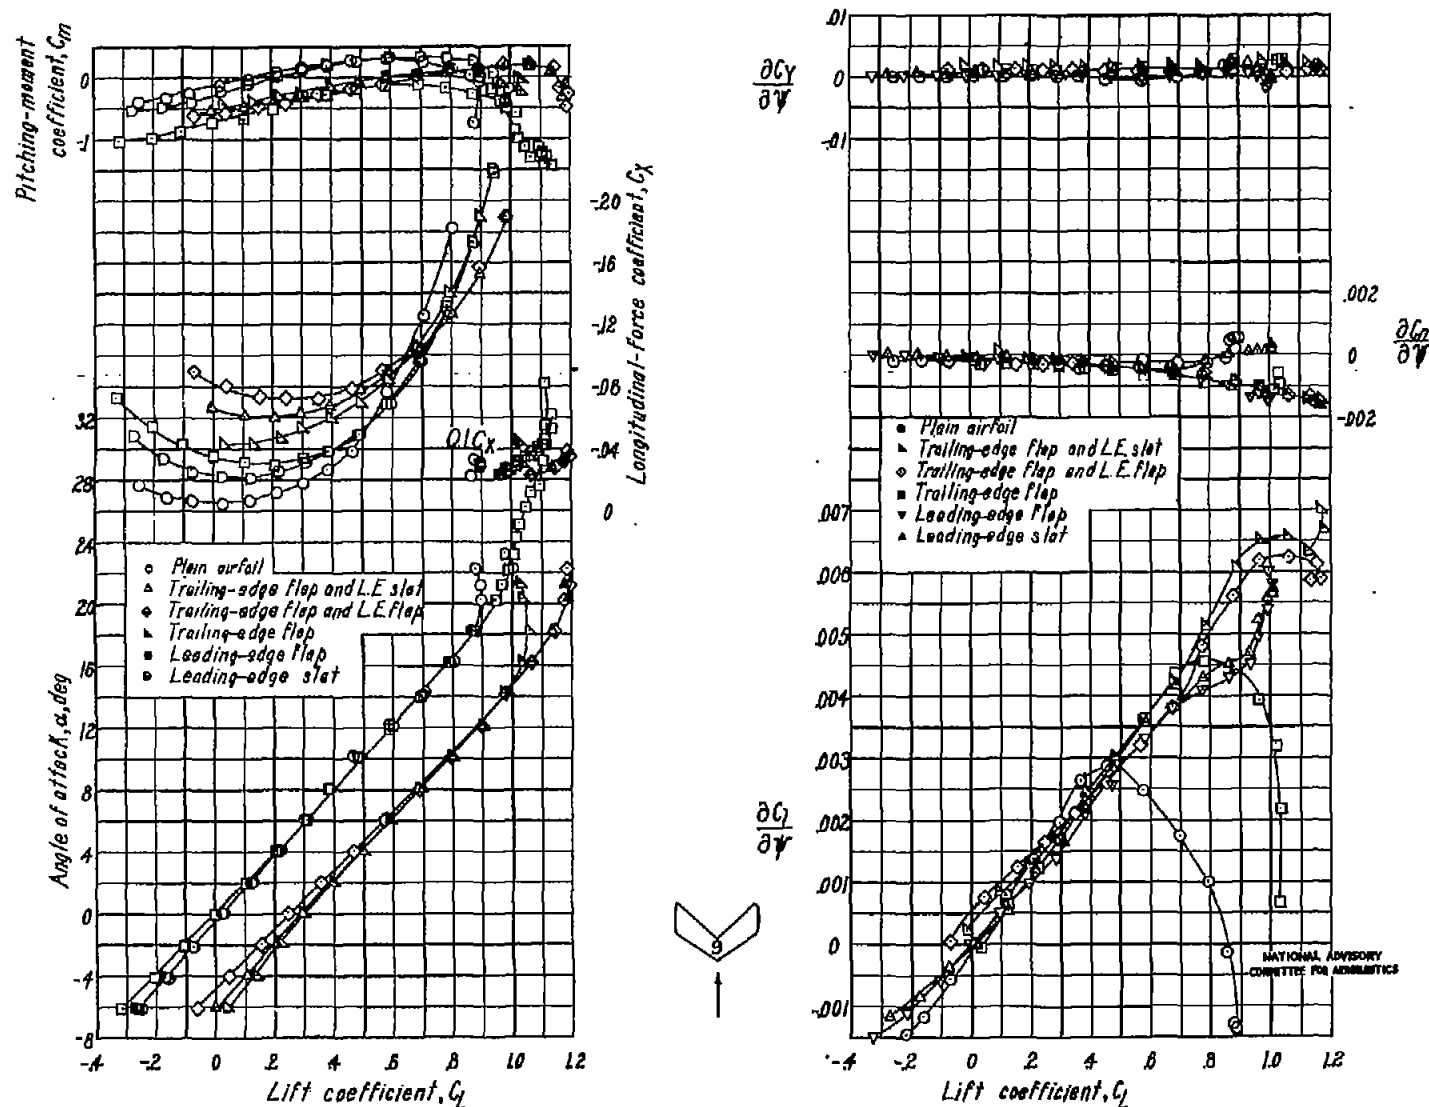 Pitching-moment
coefficient, Cm
0
-.1
Longitudinal-force coefficient, CX
-.20
-.16
-.12
-.08
-.04
0
0.1CX
Angle of attack, α, deg
32
28
24
20
16
12
8
4
0
-4
-8
Plain airfoil
Trailing-edge flap and L.E. slat
Trailing-edge flap and L.E. flap
Trailing-edge flap
Leading-edge flap
Leading-edge slat
-.4 -.2 0 .2 .4 .6 .8 1.0 1.2
Lift coefficient, CL
9
∂CY/∂ψ
.01
0
-.01
∂Cn/∂ψ
.002
0
-.002
Plain airfoil
Trailing-edge flap and L.E. slat
Trailing-edge flap and L.E. flap
Trailing-edge flap
Leading-edge flap
Leading-edge slat
∂Cl/∂ψ
.007
.006
.005
.004
.003
.002
.001
0
-.001
NATIONAL ADVISORY
COMMITTEE FOR AERONAUTICS
-.4 -.2 0 .2 .4 .6 .8 1.0 1.2
Lift coefficient, CL